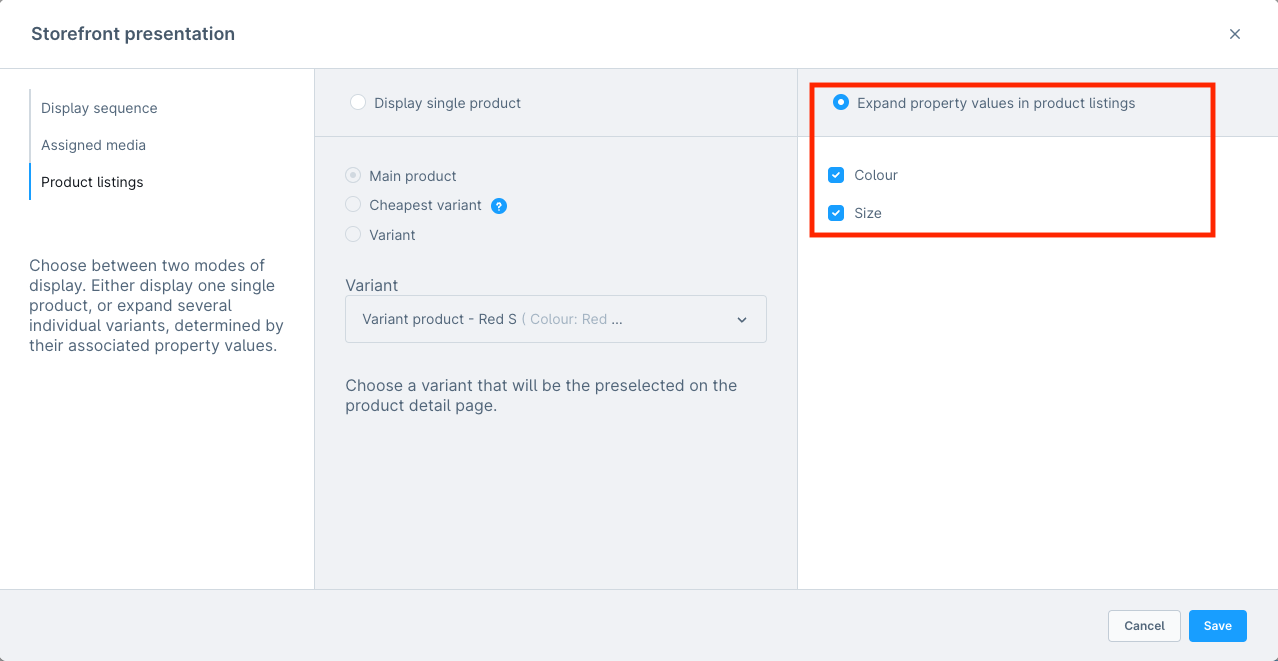 Storefront presentation
Display sequence
Assigned media
Product listings
Choose between two modes of
display. Either display one single
product, or expand several
individual variants, determined by
their associated property values.
Display single product
Main product
Cheapest variant ?
Variant
Variant
Variant product - Red S ( Colour: Red ...
Choose a variant that will be the preselected on the
product detail page.
Expand property values in product listings
Colour
Size
Cancel
Save